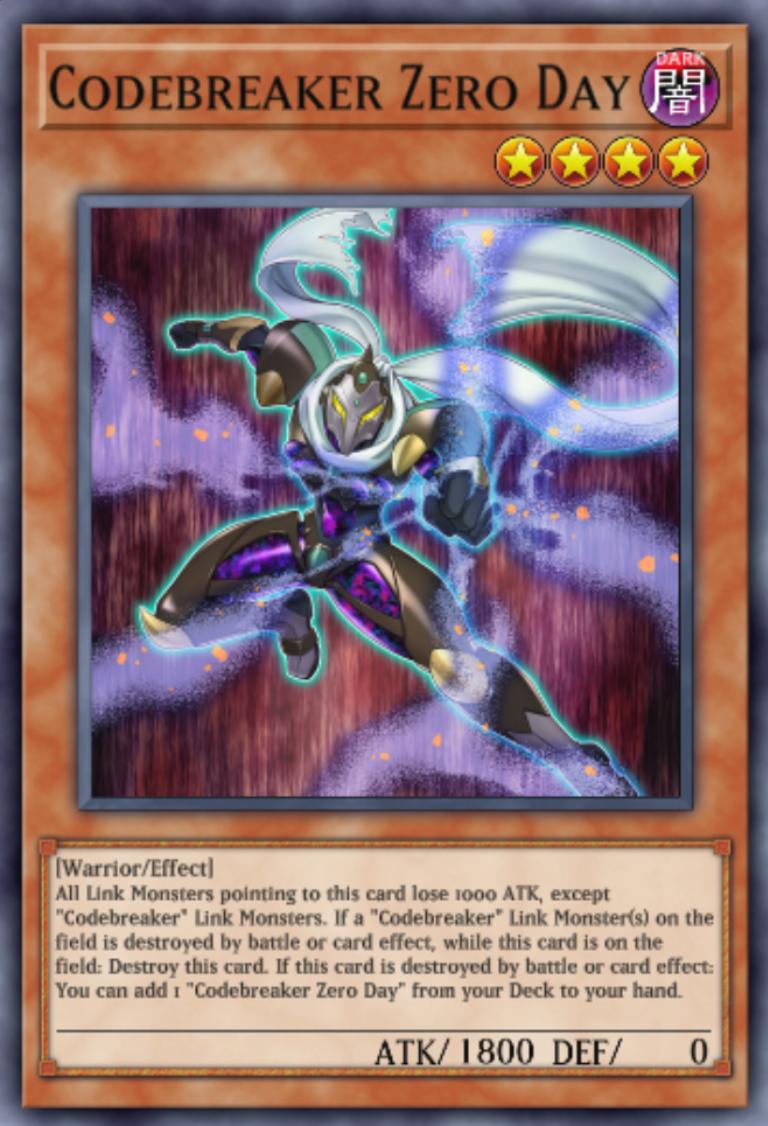 Codebreaker Zero Day
DARK
闇
[Warrior/Effect]
All Link Monsters pointing to this card lose 1000 ATK, except
"Codebreaker" Link Monsters. If a "Codebreaker" Link Monster(s) on the
field is destroyed by battle or card effect, while this card is on the
field: Destroy this card. If this card is destroyed by battle or card effect:
You can add 1 "Codebreaker Zero Day" from your Deck to your hand.
ATK/ 1800 DEF/ 0